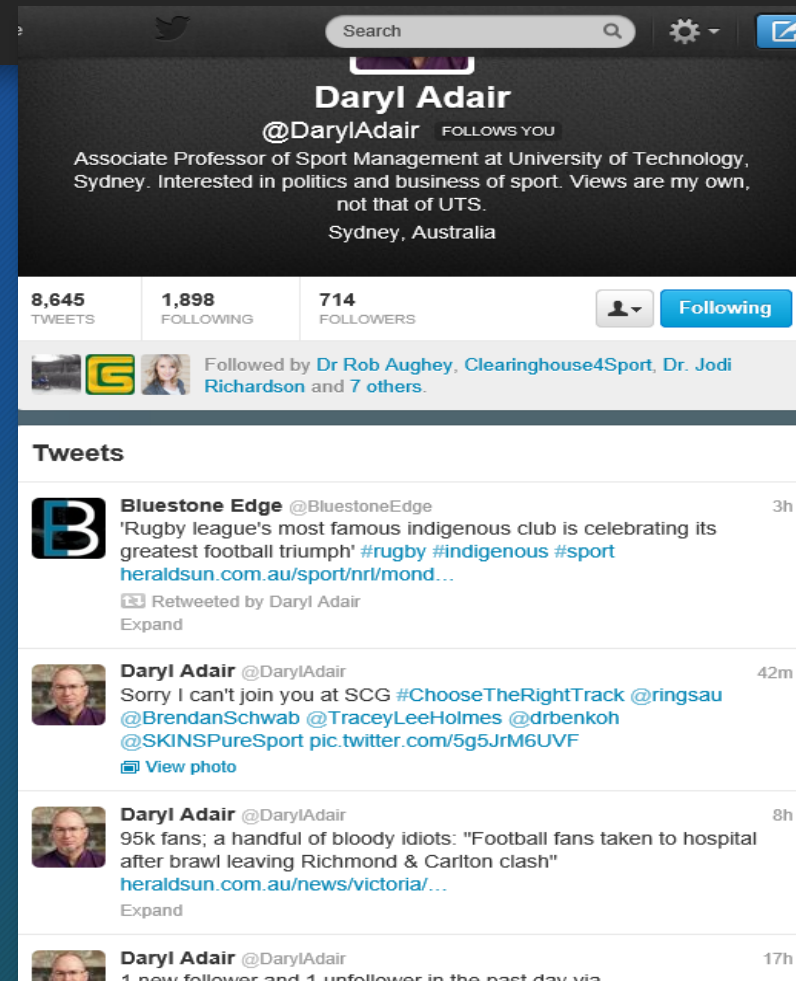 e
Search
Daryl Adair
@DarylAdair FOLLOWS YOU
Associate Professor of Sport Management at University of Technology,
Sydney. Interested in politics and business of sport. Views are my own,
not that of UTS.
Sydney, Australia
8,645 1,898 714
TWEETS FOLLOWING FOLLOWERS
Following
Followed by Dr Rob Aughey, Clearinghouse4Sport, Dr. Jodi
Richardson and 7 others.
Tweets
Bluestone Edge @BluestoneEdge 3h
'Rugby league's most famous indigenous club is celebrating its
greatest football triumph' #rugby #indigenous #sport
heraldsun.com.au/sport/nrl/mond...
Retweeted by Daryl Adair
Expand
Daryl Adair @DarylAdair 42m
Sorry I can't join you at SCG #ChooseTheRightTrack @ringsau
@BrendanSchwab @TraceyLeeHolmes @drbenkoh
@SKINSPureSport pic.twitter.com/5g5JrM6UVF
View photo
Daryl Adair @DarylAdair 8h
95k fans; a handful of bloody idiots: "Football fans taken to hospital
after brawl leaving Richmond & Carlton clash"
heraldsun.com.au/news/victoria/...
Expand
Daryl Adair @DarylAdair 17h
1 new follower and 1 unfollower in the past day via